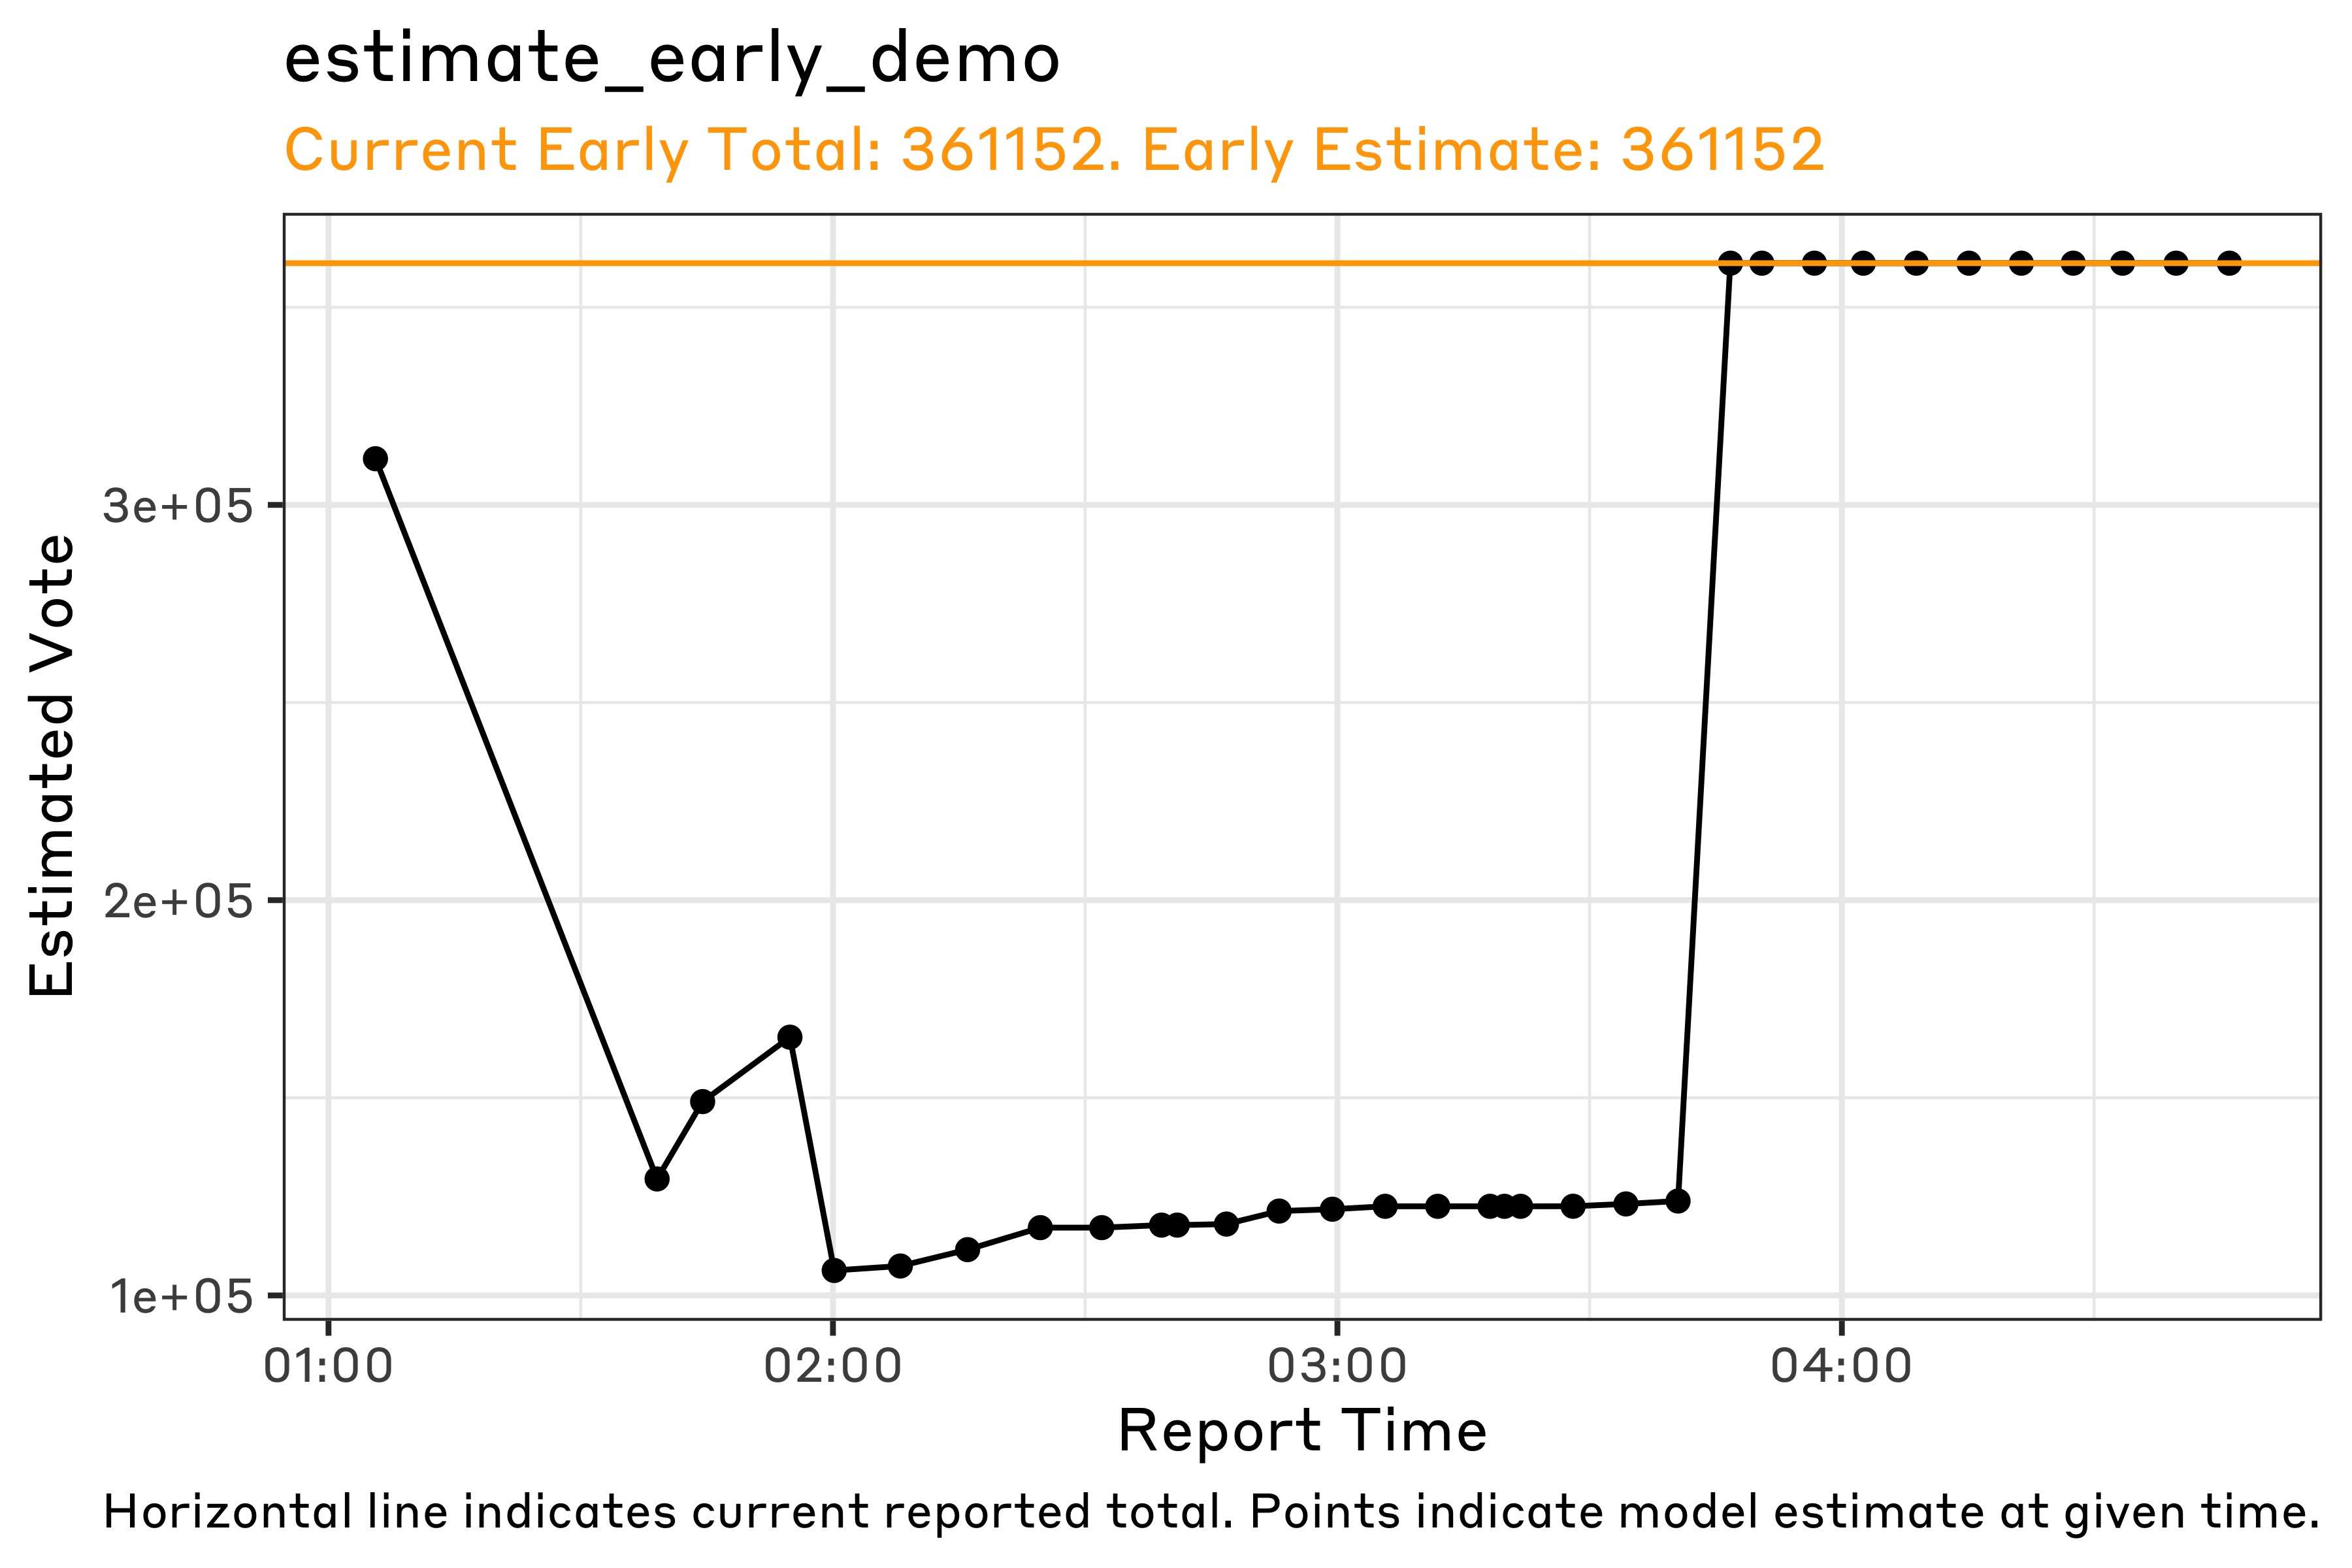 estimate_early_demo
Current Early Total: 361152. Early Estimate: 361152
Estimated Vote
3e+05
2e+05
1e+05
01:00 02:00 03:00 04:00
Report Time
Horizontal line indicates current reported total. Points indicate model estimate at given time.